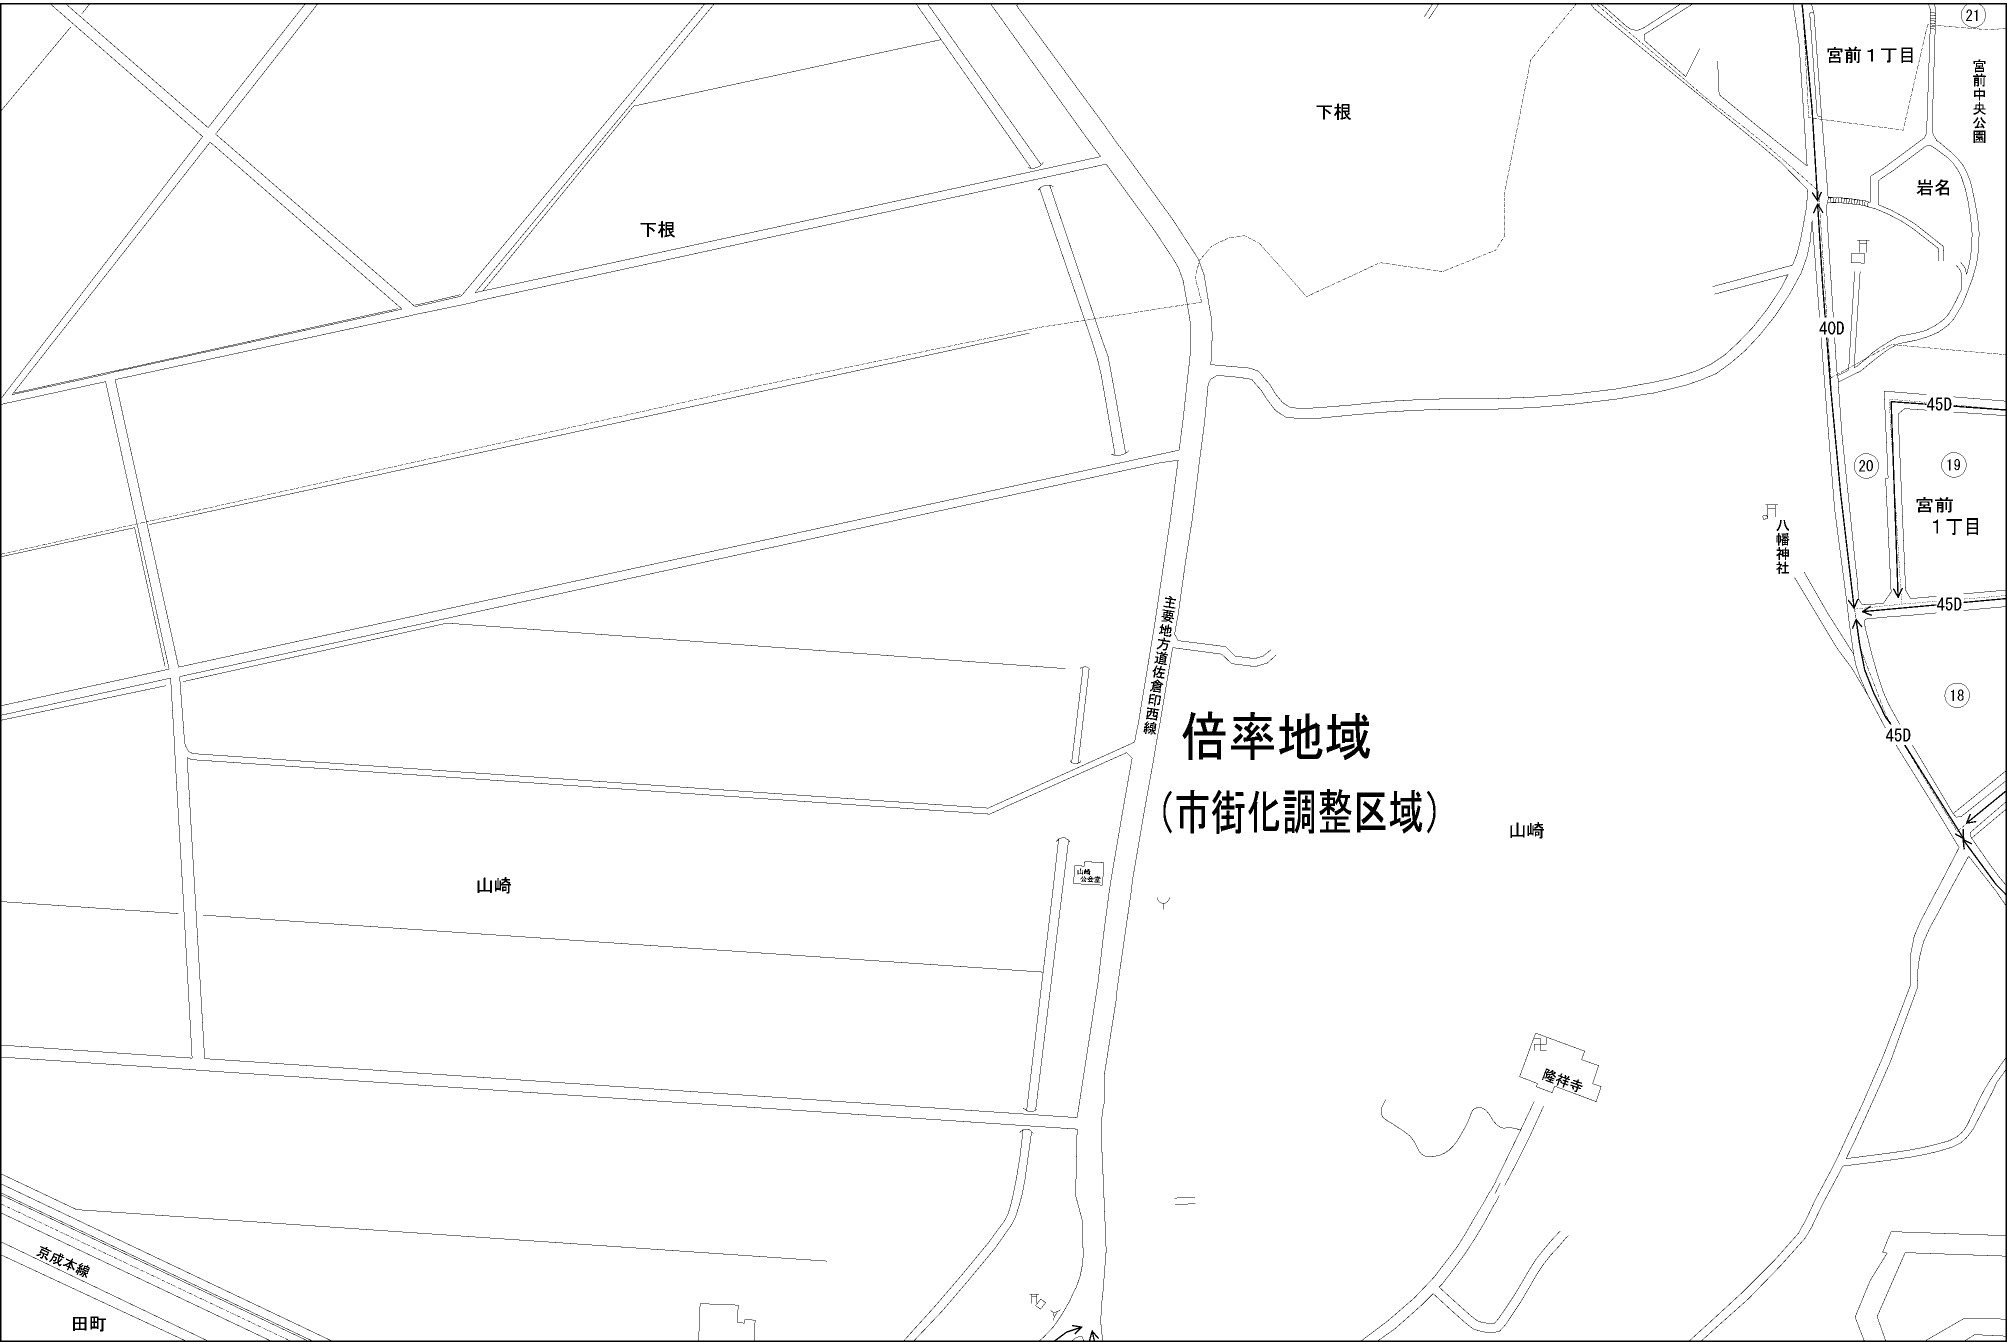 21
宮前１丁目
宮前中央公園
下根
岩名
下根
40D
45D
20
19
宮前
１丁目
八幡神社
45D
主要地方道佐倉印西線
18
倍率地域
45D
（市街化調整区域）
山崎
山崎
公会堂
山崎
隆祥寺
京成本線
田町